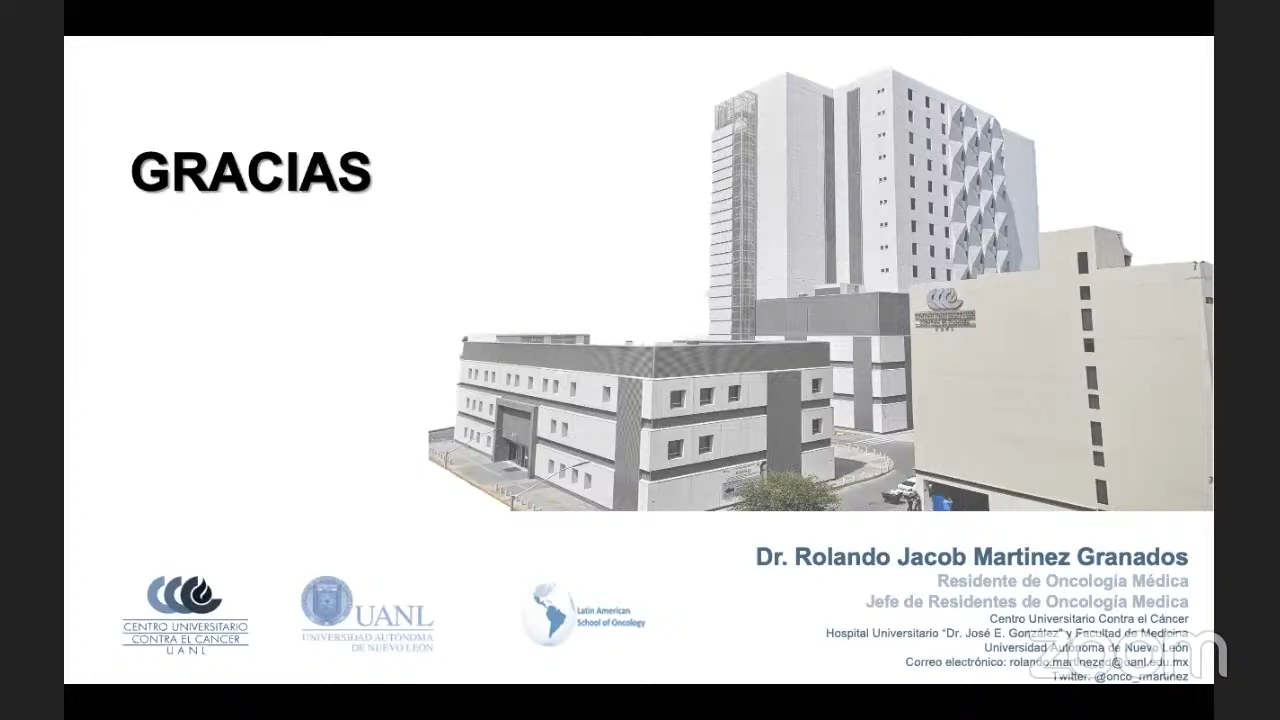 GRACIAS
Dr. Rolando Jacob Martinez Granados
Residente de Oncología Médica
Jefe de Residentes de Oncología Medica
Centro Universitario Contra el Cáncer
Hospital Universitario “Dr. José E. González” y Facultad de Medicina
Universidad Autónoma de Nuevo León
Correo electrónico:
Twitter: @onco_rmartinez
CENTRO UNIVERSITARIO
CONTRA EL CANCER
UANL
UANL
UNIVERSIDAD AUTÓNOMA
DE NUEVO LEÓN
Latin American
School of Oncology
zoom